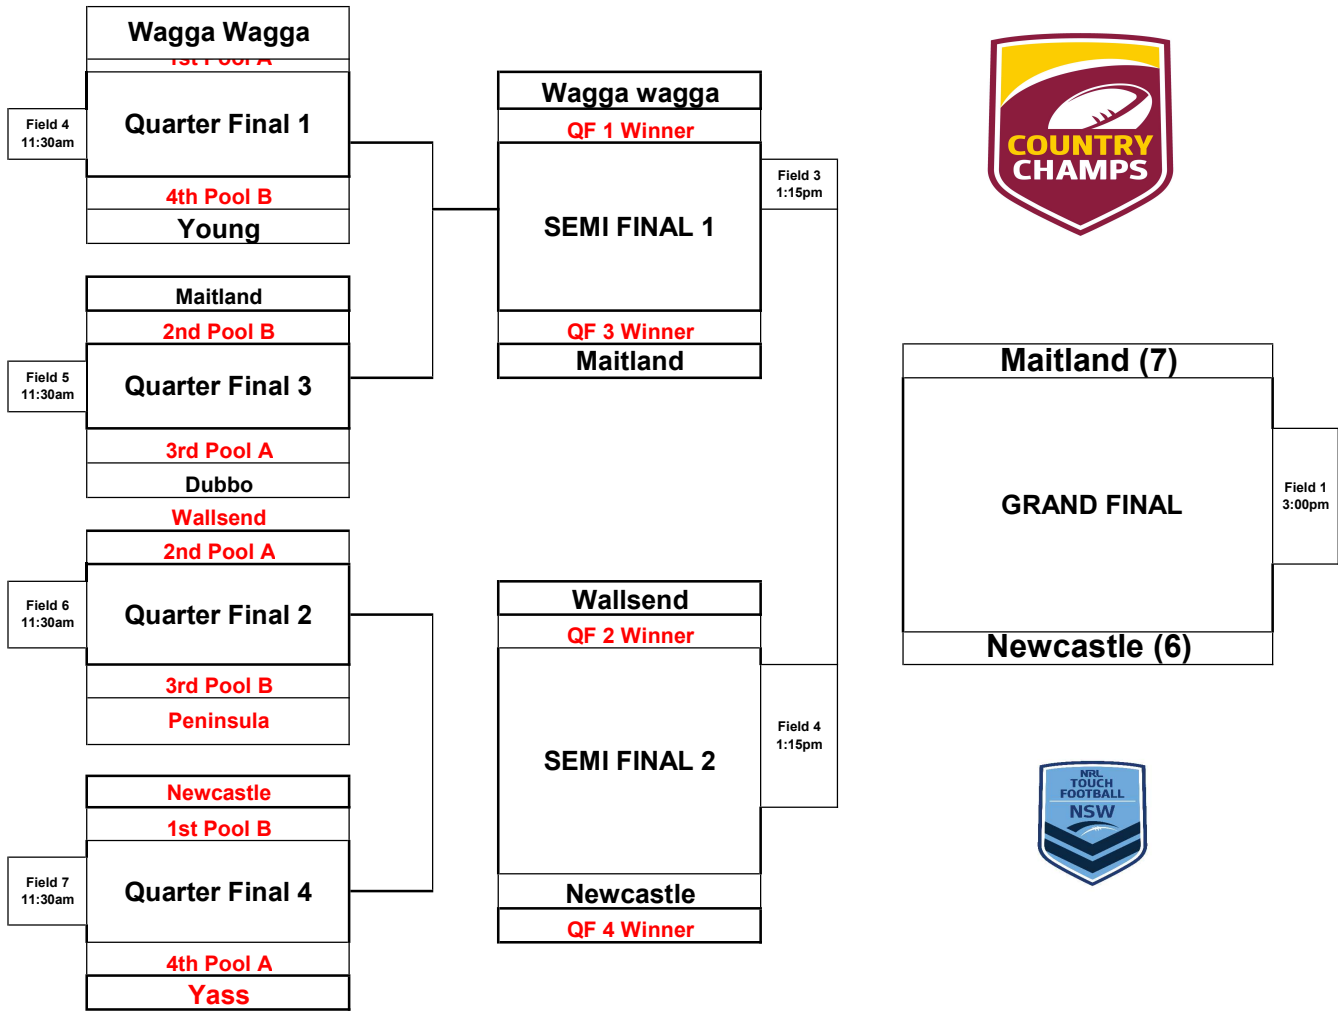 Wagga Wagga
1st Pool A
Field 4
11:30am
Quarter Final 1
4th Pool B
Young
Maitland
2nd Pool B
Field 5
11:30am
Quarter Final 3
3rd Pool A
Dubbo
Wallsend
2nd Pool A
Field 6
11:30am
Quarter Final 2
3rd Pool B
Peninsula
Newcastle
1st Pool B
Field 7
11:30am
Quarter Final 4
4th Pool A
Yass
Wagga wagga
QF 1 Winner
Field 3
1:15pm
SEMI FINAL 1
QF 3 Winner
Maitland
Wallsend
QF 2 Winner
Field 4
1:15pm
SEMI FINAL 2
Newcastle
QF 4 Winner
COUNTRY
CHAMPS
Maitland (7)
GRAND FINAL
Field 1
3:00pm
Newcastle (6)
NRL
TOUCH
FOOTBALL
NSW